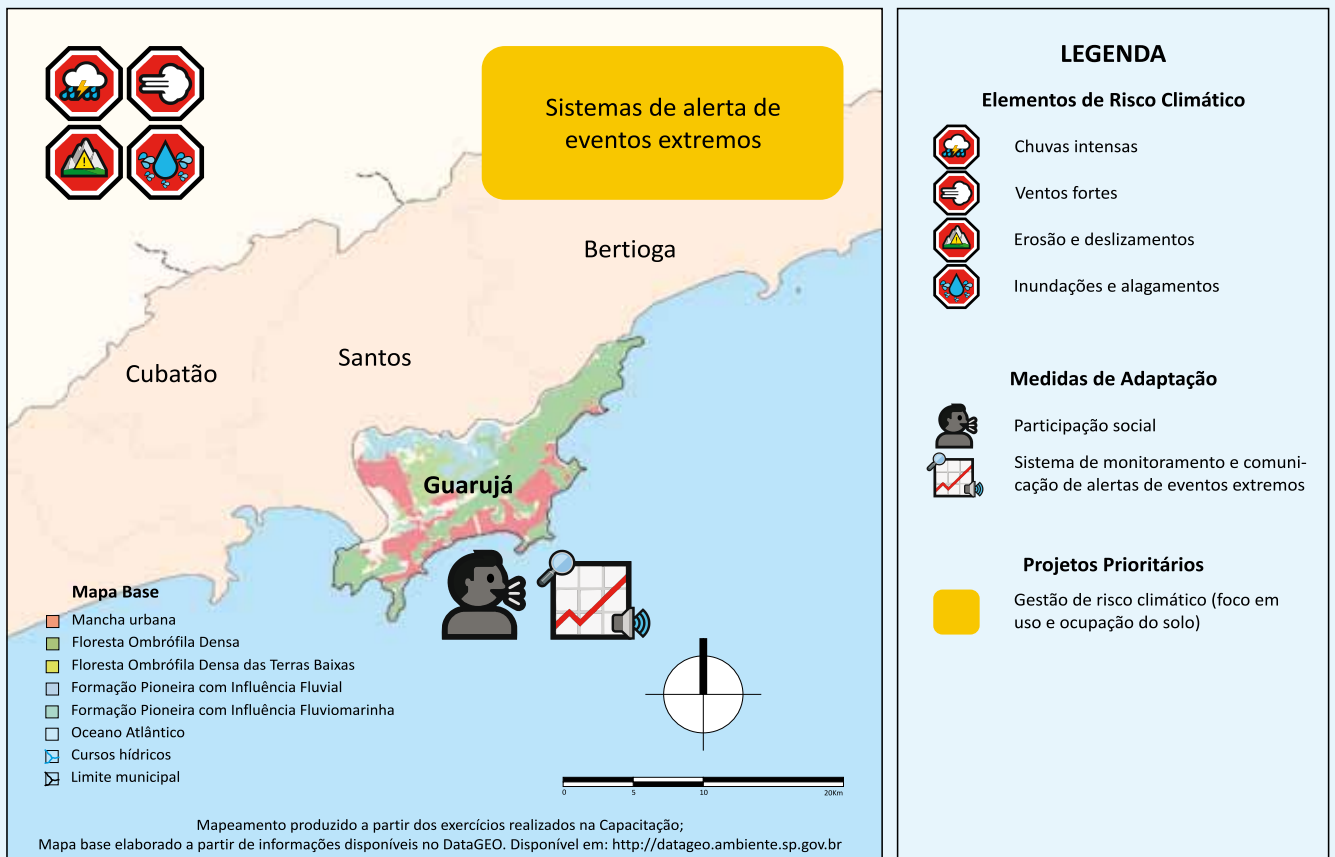 Sistemas de alerta de
eventos extremos
Bertioga
Santos
Cubatão
Guarujá
Mapa Base
Mancha urbana
Floresta Ombrófila Densa
Floresta Ombrófila Densa das Terras Baixas
Formação Pioneira com Influência Fluvial
Formação Pioneira com Influência Fluviomarinha
Oceano Atlântico
Cursos hídricos
Limite municipal
0 5 10 20Km
Mapeamento produzido a partir dos exercícios realizados na Capacitação;
Mapa base elaborado a partir de informações disponíveis no DataGEO. Disponível em: http://datageo.ambiente.sp.gov.br
LEGENDA
Elementos de Risco Climático
Chuvas intensas
Ventos fortes
Erosão e deslizamentos
Inundações e alagamentos
Medidas de Adaptação
Participação social
Sistema de monitoramento e comuni-
cação de alertas de eventos extremos
Projetos Prioritários
Gestão de risco climático (foco em
uso e ocupação do solo)